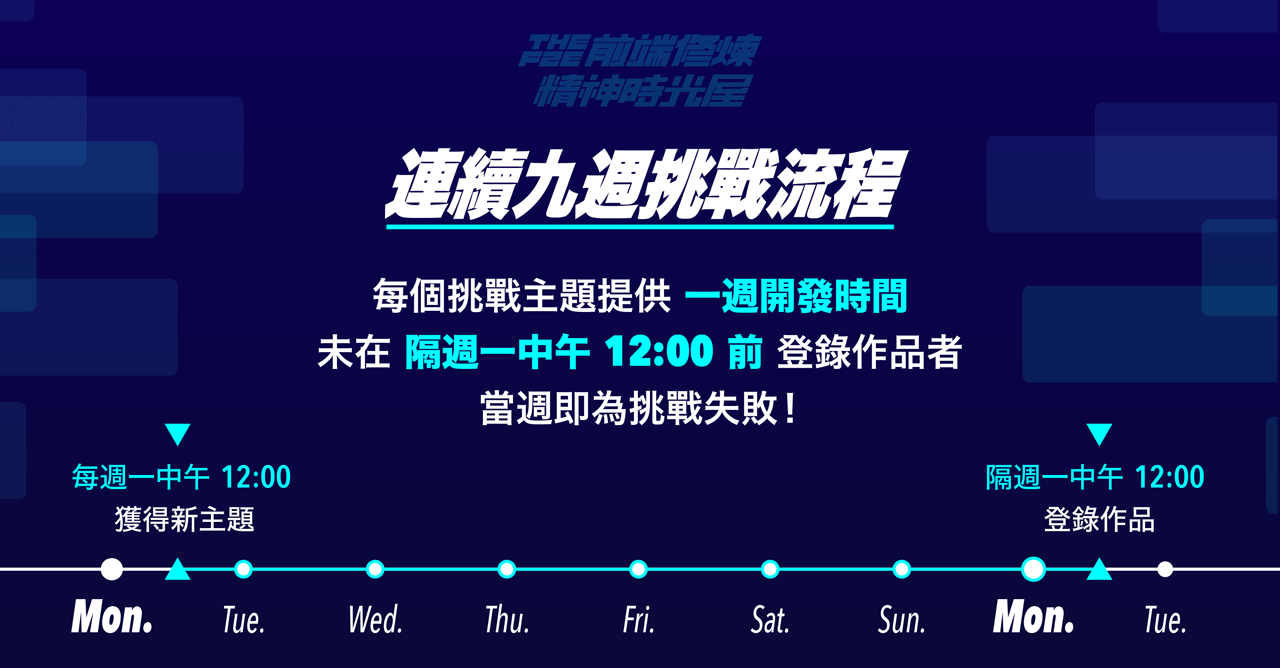 THE F2E 前端修煉
精神時光屋
連續九週挑戰流程
每個挑戰主題提供 一週開發時間
未在 隔週一中午 12:00 前 登錄作品者
當週即為挑戰失敗！
每週一中午 12:00
獲得新主題
隔週一中午 12:00
登錄作品
Mon. Tue. Wed. Thu. Fri. Sat. Sun. Mon. Tue.